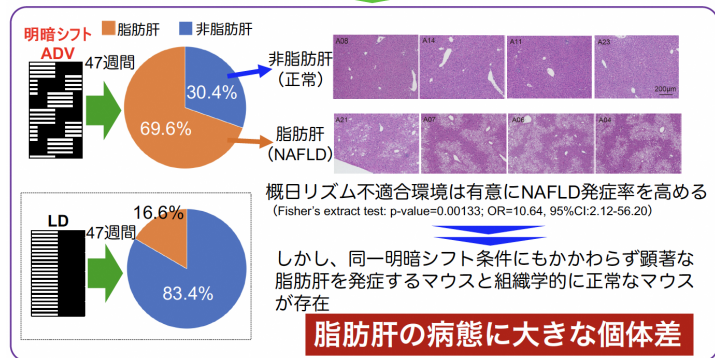 明暗シフト
ADV
47週間
脂肪肝
非脂肪肝
30.4%
69.6%
非脂肪肝
(正常)
脂肪肝
(NAFLD)
A08
A14
A11
A23
200μm
A21
A07
A06
A04
LD
47週間
16.6%
83.4%
概日リズム不適合環境は有意にNAFLD発症率を高める
(Fisher's extract test: p-value=0.00133; OR=10.64, 95%CI:2.12-56.20)
しかし、同一明暗シフト条件にもかかわらず顕著な
脂肪肝を発症するマウスと組織学的に正常なマウス
が存在
脂肪肝の病態に大きな個体差